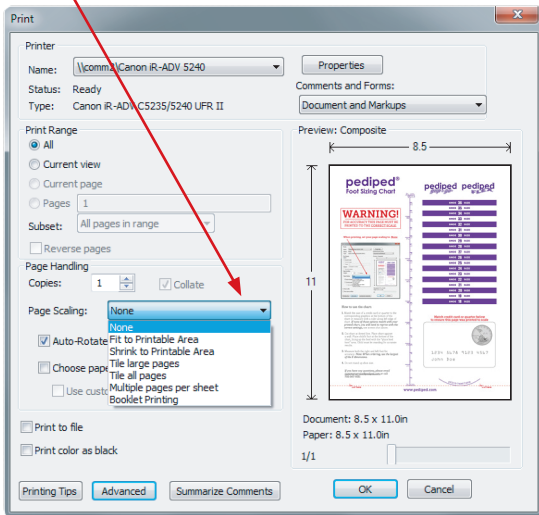 Print
Printer
Name: \\comm2\Canon iR-ADV 5240
Properties
Status: Ready
Comments and Forms:
Type: Canon iR-ADV C5235/5240 UFR II
Document and Markups
Print Range
All
Current view
Current page
Pages 1
Subset: All pages in range
Reverse pages
Page Handling
Copies: 1
Collate
Page Scaling: None
None
Fit to Printable Area
Shrink to Printable Area
Tile large pages
Tile all pages
Multiple pages per sheet
Booklet Printing
Auto-Rotate
Choose pape
Use custo
Print to file
Print color as black
Preview: Composite
8.5
11
pediped®
Foot Sizing Chart
pediped pediped
WARNING!
www.pediped.com
Document: 8.5 x 11.0in
Paper: 8.5 x 11.0in
1/1
Printing Tips
Advanced
Summarize Comments
OK
Cancel